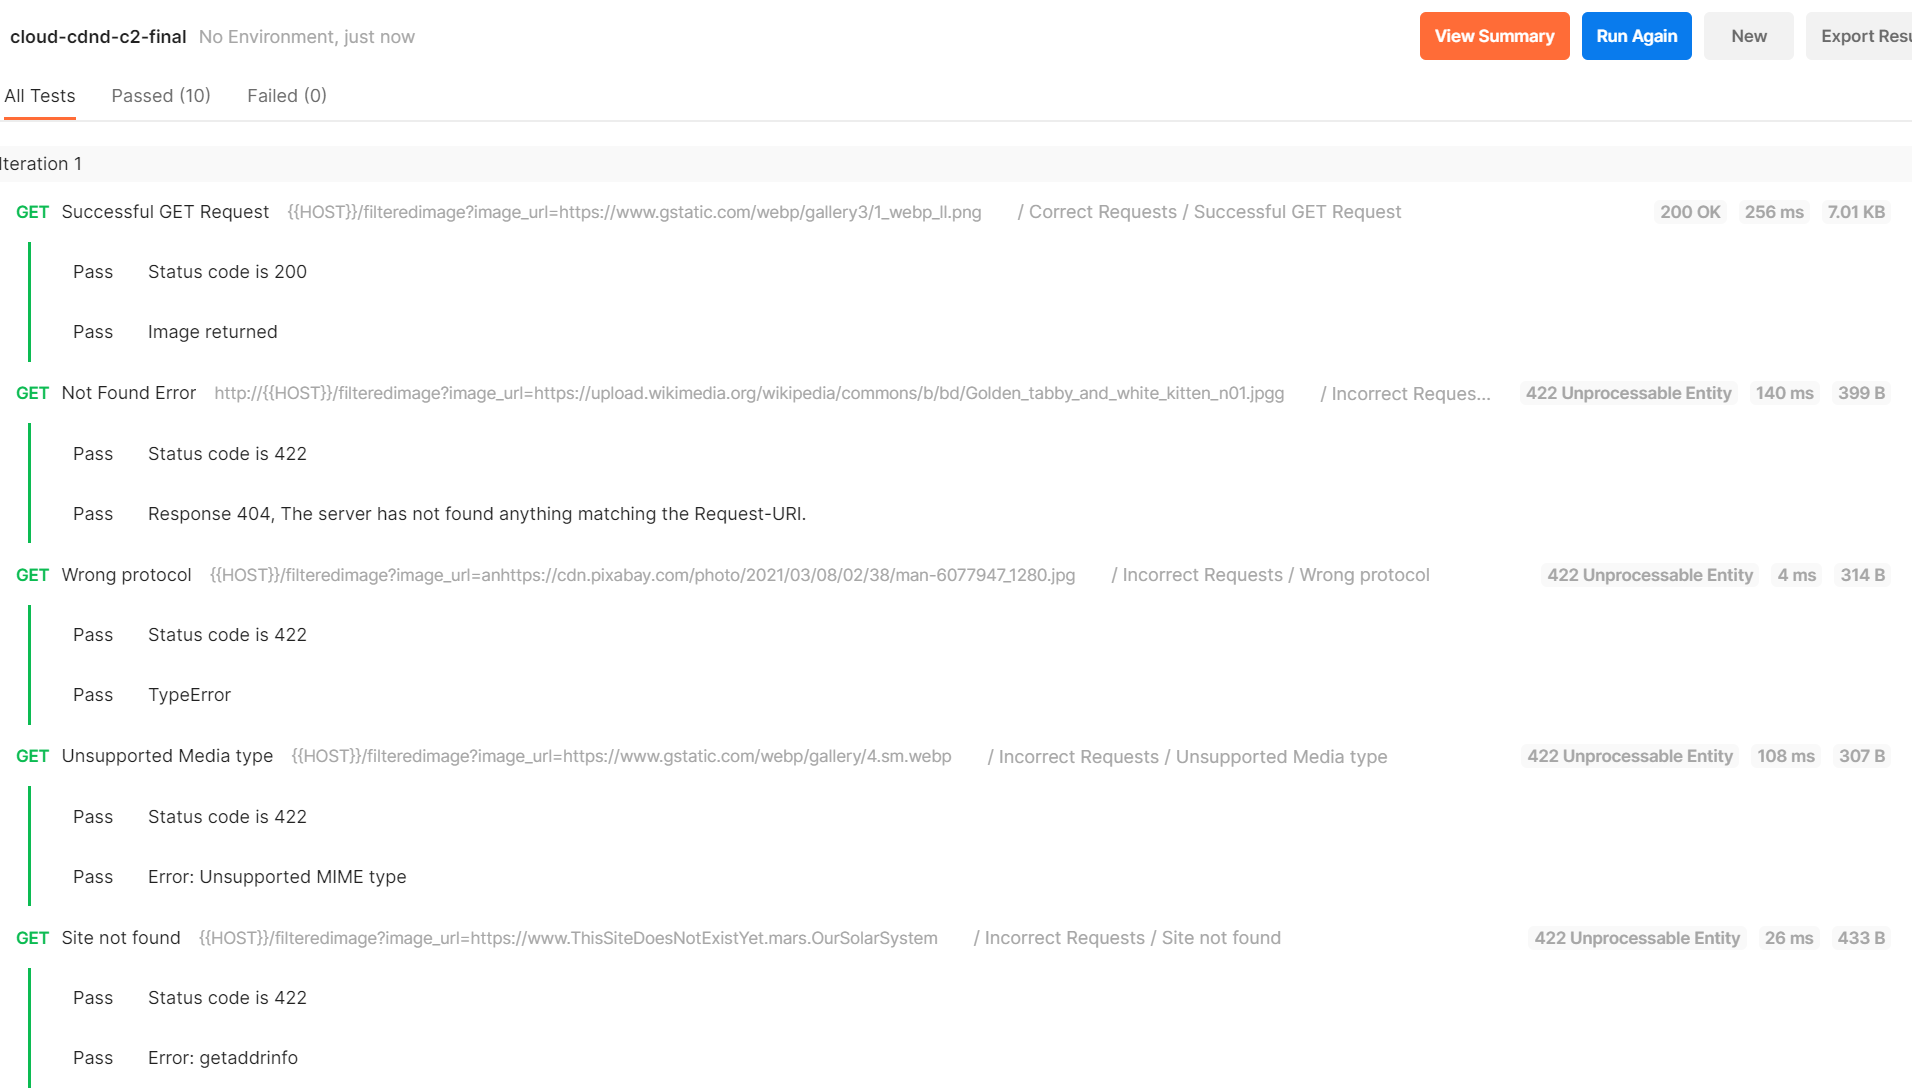 cloud-cdnd-c2-final No Environment, just now View Summary Run Again New Export Resu
All Tests Passed (10) Failed (0)
Iteration 1
GET Successful GET Request {{HOST}}/filteredimage?image_url=https://www.gstatic.com/webp/gallery3/1_webp_ll.png / Correct Requests / Successful GET Request 200 OK 256 ms 7.01 KB
Pass Status code is 200
Pass Image returned
GET Not Found Error http://{{HOST}}/filteredimage?image_url=https://upload.wikimedia.org/wikipedia/commons/b/bd/Golden_tabby_and_white_kitten_n01.jpgg / Incorrect Reques... 422 Unprocessable Entity 140 ms 399 B
Pass Status code is 422
Pass Response 404, The server has not found anything matching the Request-URI.
GET Wrong protocol {{HOST}}/filteredimage?image_url=anhttps://cdn.pixabay.com/photo/2021/03/08/02/38/man-6077947_1280.jpg / Incorrect Requests / Wrong protocol 422 Unprocessable Entity 4 ms 314 B
Pass Status code is 422
Pass TypeError
GET Unsupported Media type {{HOST}}/filteredimage?image_url=https://www.gstatic.com/webp/gallery/4.sm.webp / Incorrect Requests / Unsupported Media type 422 Unprocessable Entity 108 ms 307 B
Pass Status code is 422
Pass Error: Unsupported MIME type
GET Site not found {{HOST}}/filteredimage?image_url=https://www.ThisSiteDoesNotExistYet.mars.OurSolarSystem / Incorrect Requests / Site not found 422 Unprocessable Entity 26 ms 433 B
Pass Status code is 422
Pass Error: getaddrinfo